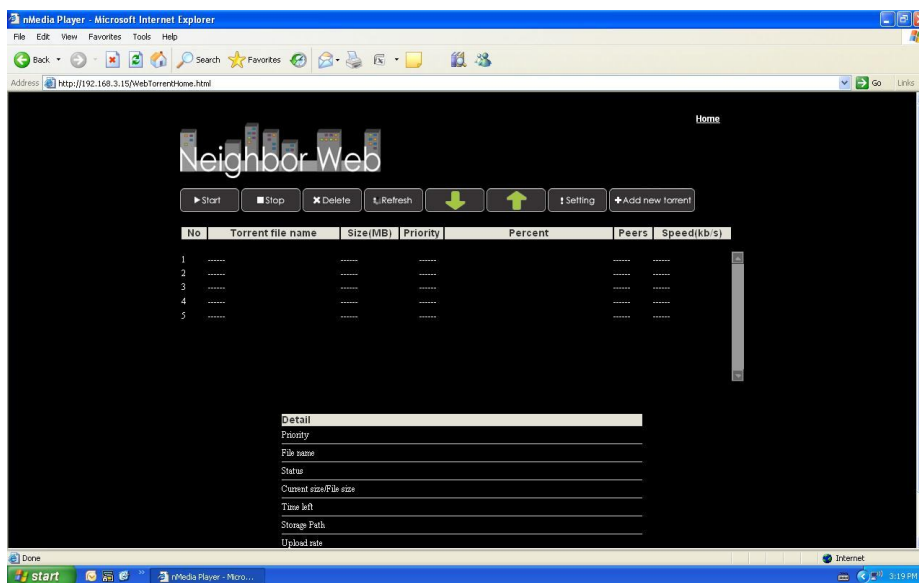 nMedia Player - Microsoft Internet Explorer
File Edit View Favorites Tools Help
Back Search Favorites
Address http://192.168.3.15/WebTorrentHome.html Go Links
Home
Neighbor Web
Start Stop Delete Refresh Setting Add new torrent
No Torrent file name Size(MB) Priority Percent Peers Speed(kb/s)
1 ------ ------ ------ ------ ------
2 ------ ------ ------ ------ ------
3 ------ ------ ------ ------ ------
4 ------ ------ ------ ------ ------
5 ------ ------ ------ ------ ------
Detail
Priority
File name
Status
Current size/File size
Time left
Storage Path
Upload rate
Done Internet
start nMedia Player - Micro... 3:19 PM